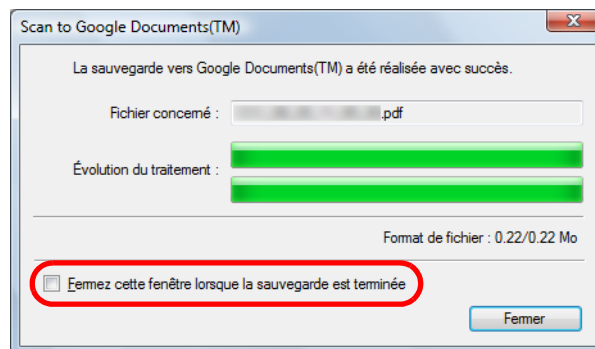 Scan to Google Documents(TM)
La sauvegarde vers Google Documents(TM) a été réalisée avec succès.
Fichier concerné : .pdf
Évolution du traitement :
Format de fichier : 0.22/0.22 Mo
Fermez cette fenêtre lorsque la sauvegarde est terminée
Fermer